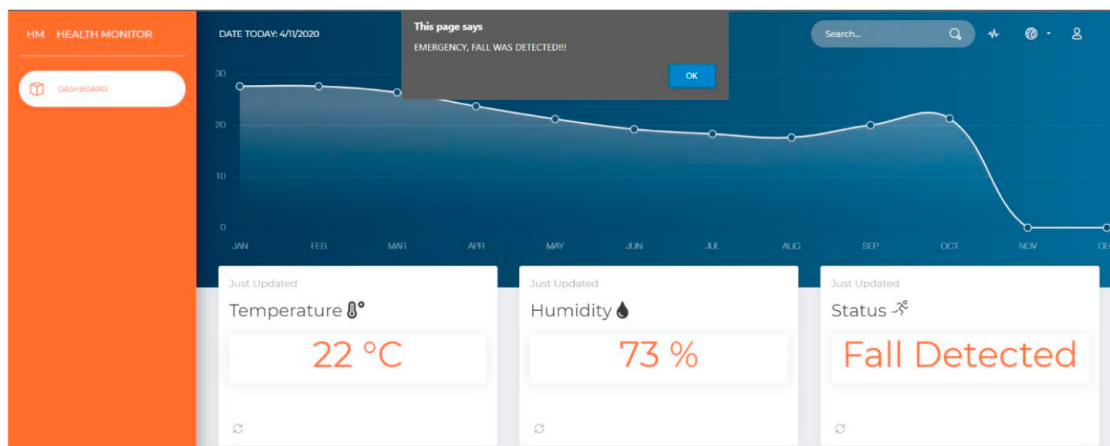 HM HEALTH MONITOR
DASHBOARD
DATE TODAY: 4/11/2020
This page says
EMERGENCY, FALL WAS DETECTED!!!
OK
Search...
30
20
10
0
JAN FEB MAR APR MAY JUN JUL AUG SEP OCT NOV DE
Just Updated
Temperature
22 °C
Just Updated
Humidity
73 %
Just Updated
Status
Fall Detected